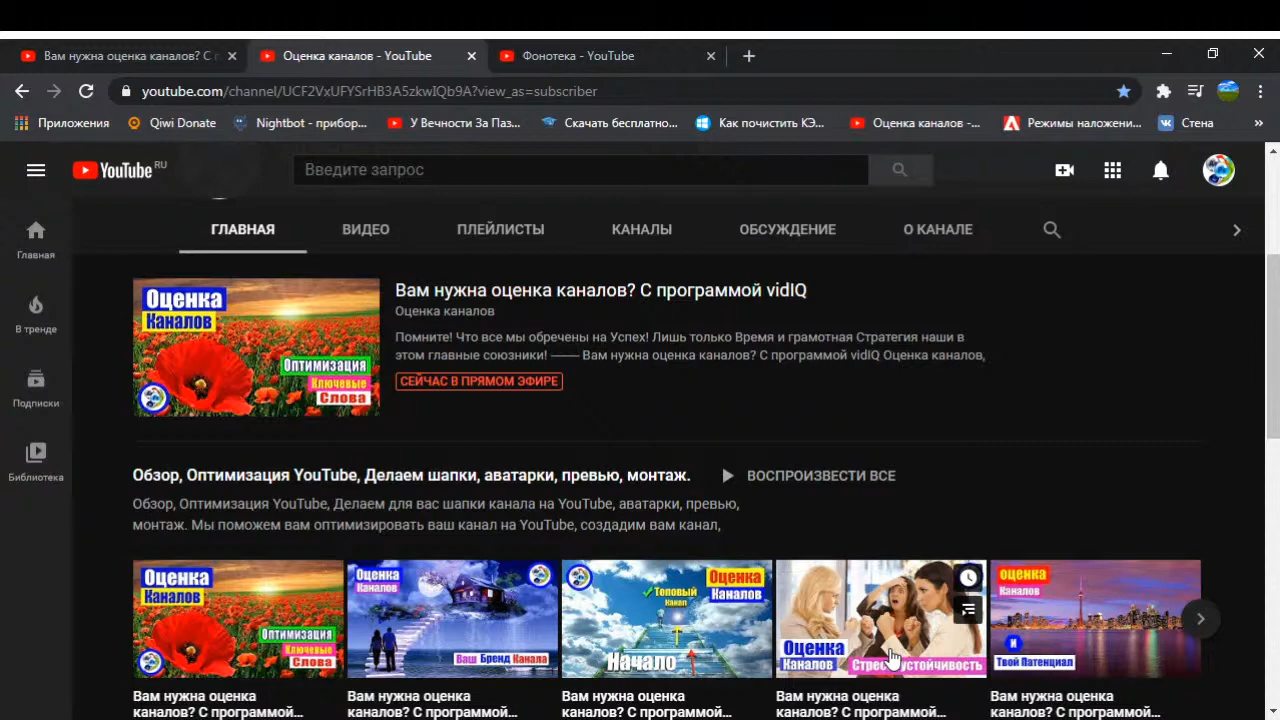 Вам нужна оценка каналов? С п
Оценка каналов - YouTube
Фонотека - YouTube
youtube.com/channel/UCF2VxUFYSrHB3A5zkwIQb9A?view_as=subscriber
Приложения
Qiwi Donate
Nightbot - прибор...
У Вечности За Паз...
Скачать бесплатно...
Как почистить КЭ...
Оценка каналов -...
Режимы наложени...
Стена
YouTube RU
Введите запрос
Главная
В тренде
Подписки
Библиотека
ГЛАВНАЯ
ВИДЕО
ПЛЕЙЛИСТЫ
КАНАЛЫ
ОБСУЖДЕНИЕ
О КАНАЛЕ
Оценка
Каналов
Оптимизация
Ключевые
Слова
Вам нужна оценка каналов? С программой vidIQ
Оценка каналов
Помните! Что все мы обречены на Успех! Лишь только Время и грамотная Стратегия наши в
этом главные союзники! —— Вам нужна оценка каналов? С программой vidIQ Оценка каналов,
СЕЙЧАС В ПРЯМОМ ЭФИРЕ
Обзор, Оптимизация YouTube, Делаем шапки, аватарки, превью, монтаж.
ВОСПРОИЗВЕСТИ ВСЕ
Обзор, Оптимизация YouTube, Делаем для вас шапки канала на YouTube, аватарки, превью,
монтаж. Мы поможем вам оптимизировать ваш канал на YouTube, создадим вам канал,
Оценка
Каналов
Оптимизация
Ключевые
Слова
Вам нужна оценка
каналов? С программой...
Оценка
Каналов
Ваш Бренд Канала
Вам нужна оценка
каналов? С программой...
Топовый
Канал
Оценка
Каналов
Начало
Вам нужна оценка
каналов? С программой...
Оценка
Каналов
Стрессоустойчивость
Вам нужна оценка
каналов? С программой...
оценка
Каналов
И
Твой Потенциал
Вам нужна оценка
каналов? С программой...